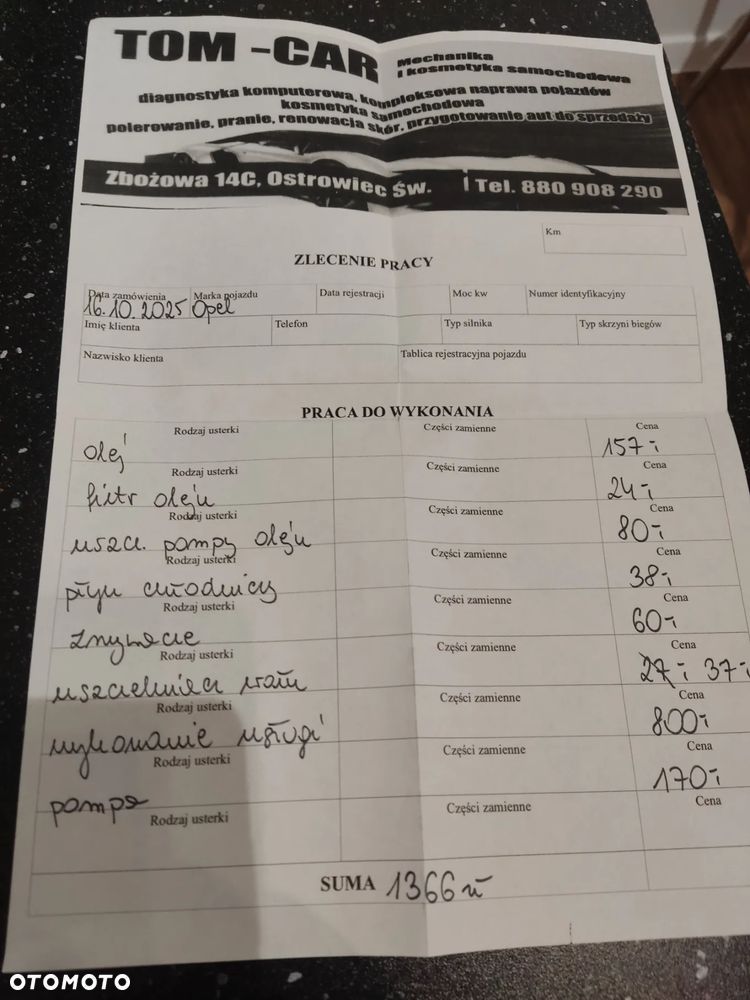 TOM-CAR Mechanika
i kosmetyka samochodowa
diagnostyka komputerowa, kompleksowa naprawa pojazdów
kosmetyka samochodowa
polerowanie, pranie, renowacja skór, przygotowanie aut do sprzedaży
Zbożowa 14C, Ostrowiec Św. | Tel. 880 908 290
Km
ZLECENIE PRACY
Data zamówienia Marka pojazdu Data rejestracji Moc kw Numer identyfikacyjny
16.10.2025 Opel
Imię klienta Telefon Typ silnika Typ skrzyni biegów
Nazwisko klienta Tablica rejestracyjna pojazdu
PRACA DO WYKONANIA
Rodzaj usterki Części zamienne Cena
olej 157,-
Rodzaj usterki Części zamienne Cena
filtr oleju 24,-
Rodzaj usterki Części zamienne Cena
uszcz. pompy oleju 80,-
Rodzaj usterki Części zamienne Cena
płyn chłodniczy 38,-
Rodzaj usterki Części zamienne Cena
zmywacze 60,-
Rodzaj usterki Części zamienne Cena
uszczelniacz wału 27,- 37,-
Rodzaj usterki Części zamienne Cena
wykonanie usługi 800,-
Rodzaj usterki Części zamienne Cena
pompa 170,-
Rodzaj usterki Części zamienne Cena
SUMA 1366 zł
OTOMOTO